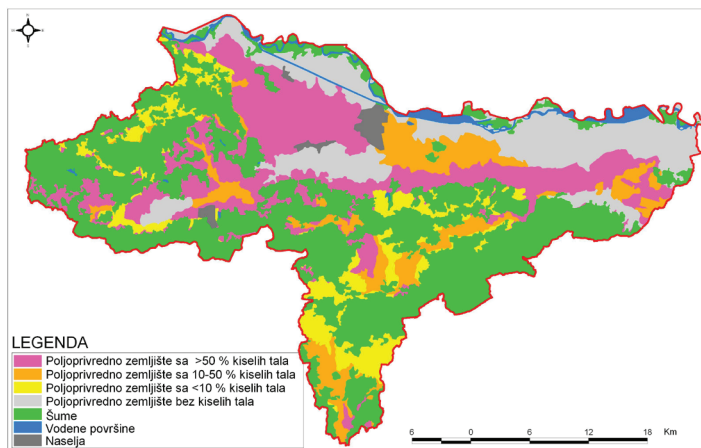 LEGENDA
Poljoprivredno zemljište sa >50 % kiselih tala
Poljoprivredno zemljište sa 10-50 % kiselih tala
Poljoprivredno zemljište sa <10 % kiselih tala
Poljoprivredno zemljište bez kiselih tala
Šume
Vodene površine
Naselja
6 0 6 12 18 Km